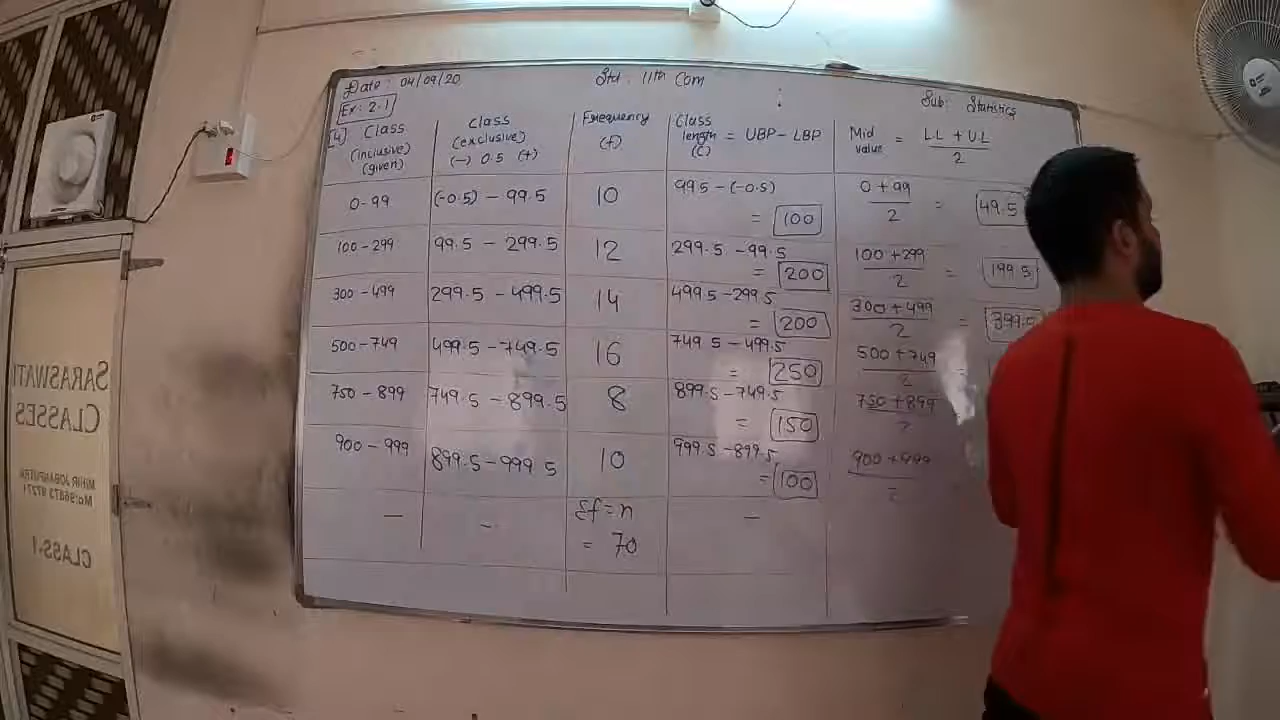 Date: 04/09/20
Std: 11th Com
Sub: Statistics
Ex: 2.1
[4] Class (inclusive) (given)
Class (exclusive) (-) 0.5 (+)
Frequency (f)
Class length = UBP - LBP (C)
Mid value = LL + UL / 2
0-99 (-0.5) - 99.5 10 99.5 - (-0.5) = 100 0 + 99 / 2 = 49.5
100-299 99.5 - 299.5 12 299.5 - 99.5 = 200 100 + 299 / 2 = 199.5
300-499 299.5 - 499.5 14 499.5 - 299.5 = 200 300 + 499 / 2 = 399.5
500-749 499.5 - 749.5 16 749.5 - 499.5 = 250 500 + 749 / 2
750-899 749.5 - 899.5 8 899.5 - 749.5 = 150 750 + 899 / 2
900-999 899.5 - 999.5 10 999.5 - 899.5 = 100 900 + 999 / 2
- - Σf = n = 70 -
SARASWATI
CLASSES
CLASS-1